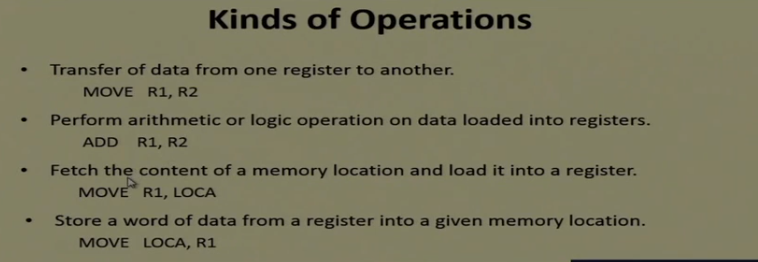 Kinds of Operations
• Transfer of data from one register to another.
MOVE R1, R2
• Perform arithmetic or logic operation on data loaded into registers.
ADD R1, R2
• Fetch the content of a memory location and load it into a register.
MOVE R1, LOCA
• Store a word of data from a register into a given memory location.
MOVE LOCA, R1